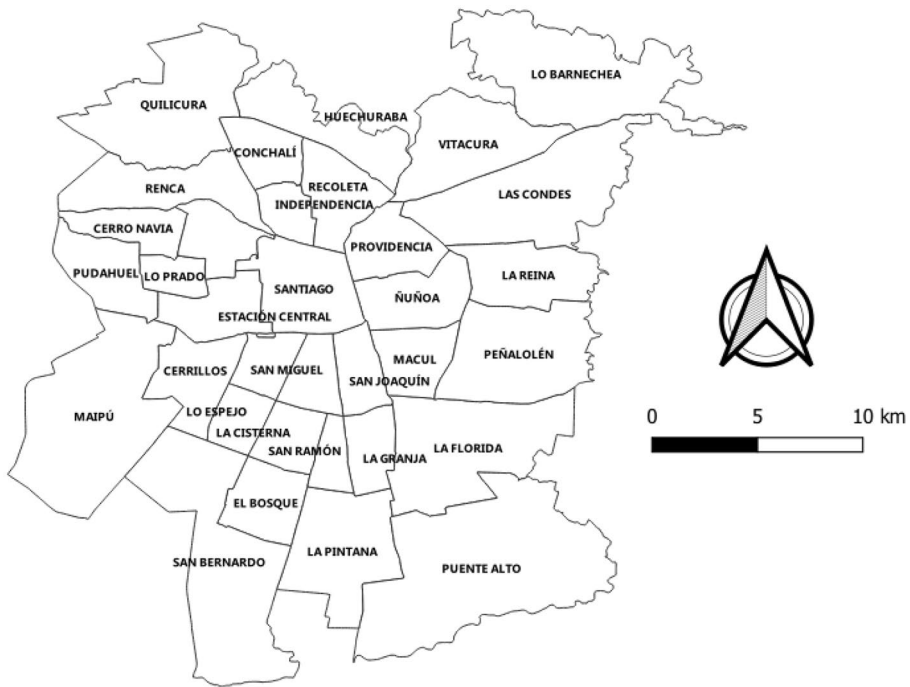 LO BARNECHEA
QUILICURA
HUECHURABA
VITACURA
CONCHALÍ
RENCA
RECOLETA
LAS CONDES
INDEPENDENCIA
CERRO NAVIA
PROVIDENCIA
PUDAHUEL
LO PRADO
LA REINA
SANTIAGO
ÑUÑOA
ESTACIÓN CENTRAL
PEÑALOLÉN
MACUL
CERRILLOS
SAN MIGUEL
SAN JOAQUÍN
MAIPÚ
LO ESPEJO
LA CISTERNA
SAN RAMÓN
LA GRANJA
LA FLORIDA
EL BOSQUE
SAN BERNARDO
LA PINTANA
PUENTE ALTO
0 5 10 km